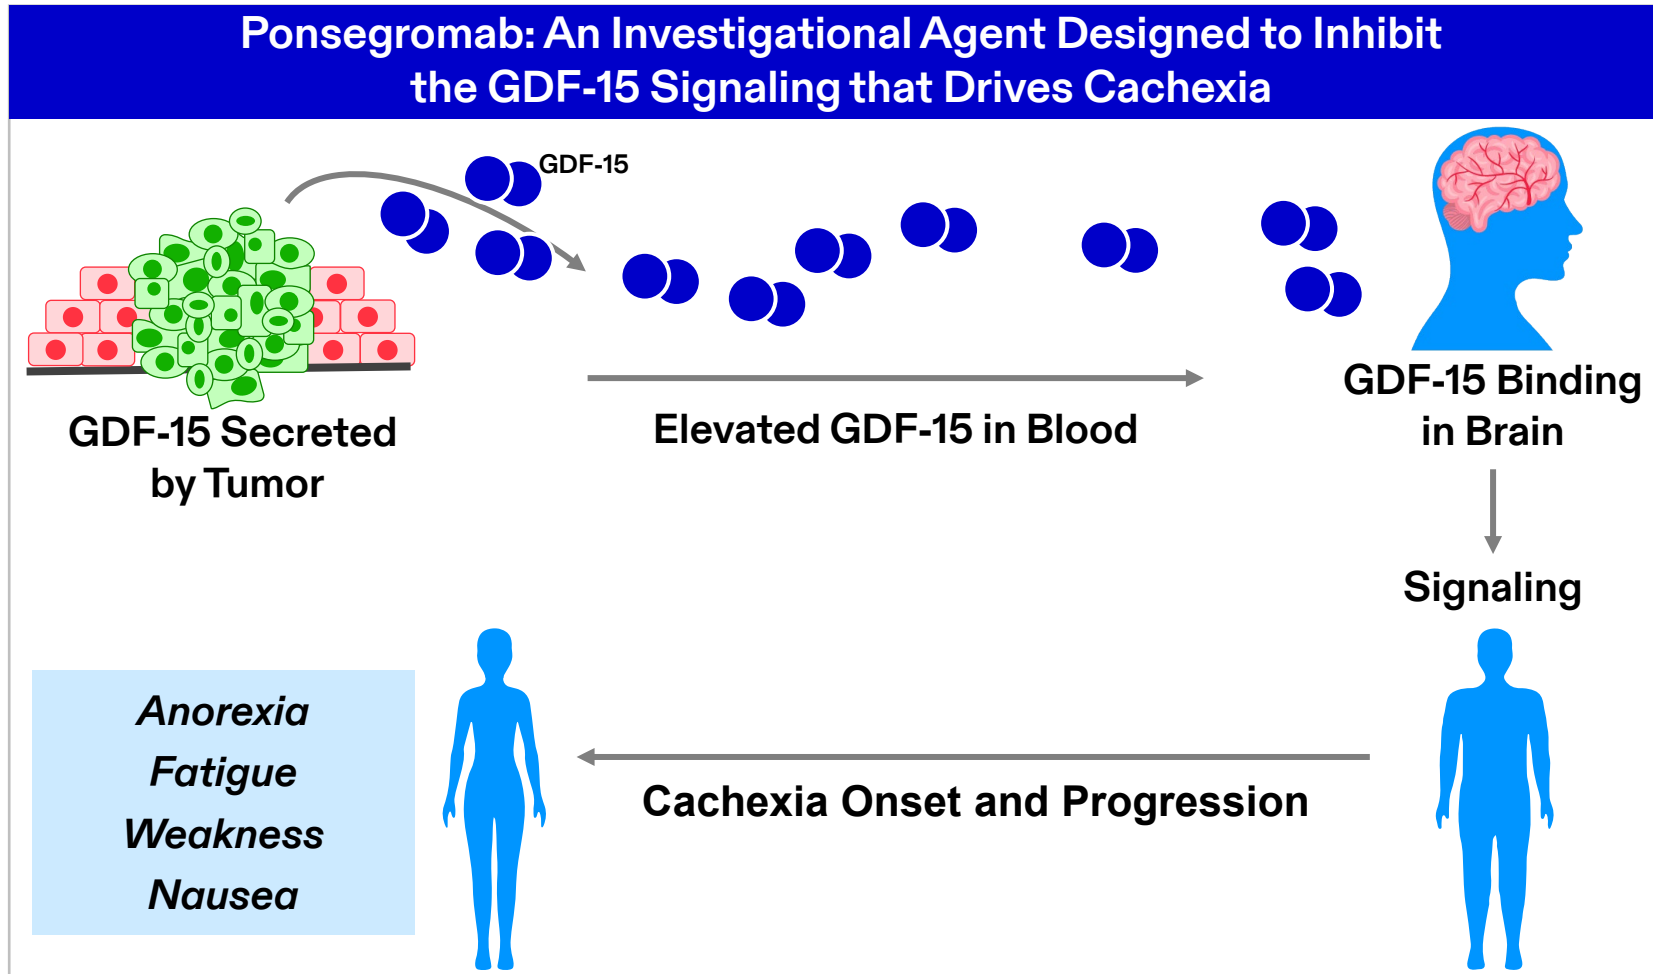 Ponsegromab: An Investigational Agent Designed to Inhibit
the GDF-15 Signaling that Drives Cachexia
GDF-15
GDF-15 Secreted
by Tumor
Elevated GDF-15 in Blood
GDF-15 Binding
in Brain
Signaling
Cachexia Onset and Progression
Anorexia
Fatigue
Weakness
Nausea